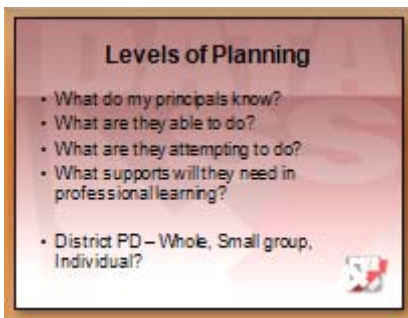 Levels of Planning
• What do my principals know?
• What are they able to do?
• What are they attempting to do?
• What supports will they need in
professional learning?
• District PD – Whole, Small group,
Individual?